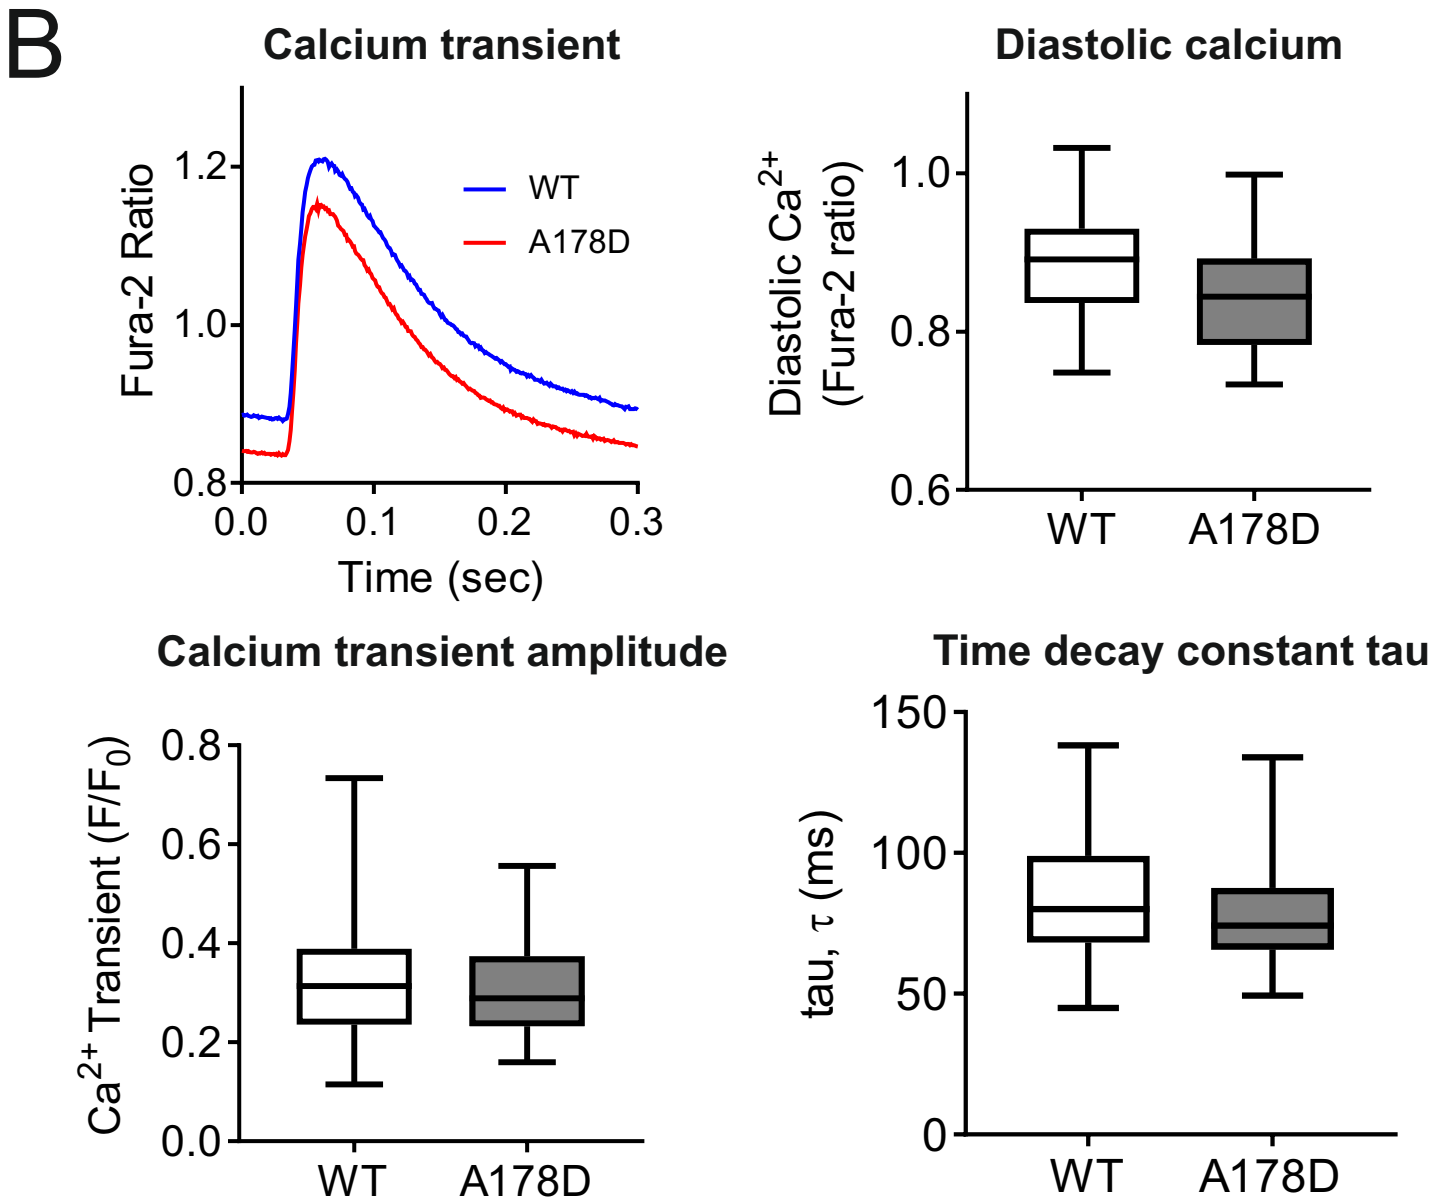 B
Calcium transient
Fura-2 Ratio
1.2
1.0
0.8
WT
A178D
0.0 0.1 0.2 0.3
Time (sec)
Diastolic calcium
Diastolic Ca²⁺
(Fura-2 ratio)
1.0
0.8
0.6
WT A178D
Calcium transient amplitude
Ca²⁺ Transient (F/F₀)
0.8
0.6
0.4
0.2
0.0
WT A178D
Time decay constant tau
tau, τ (ms)
150
100
50
0
WT A178D